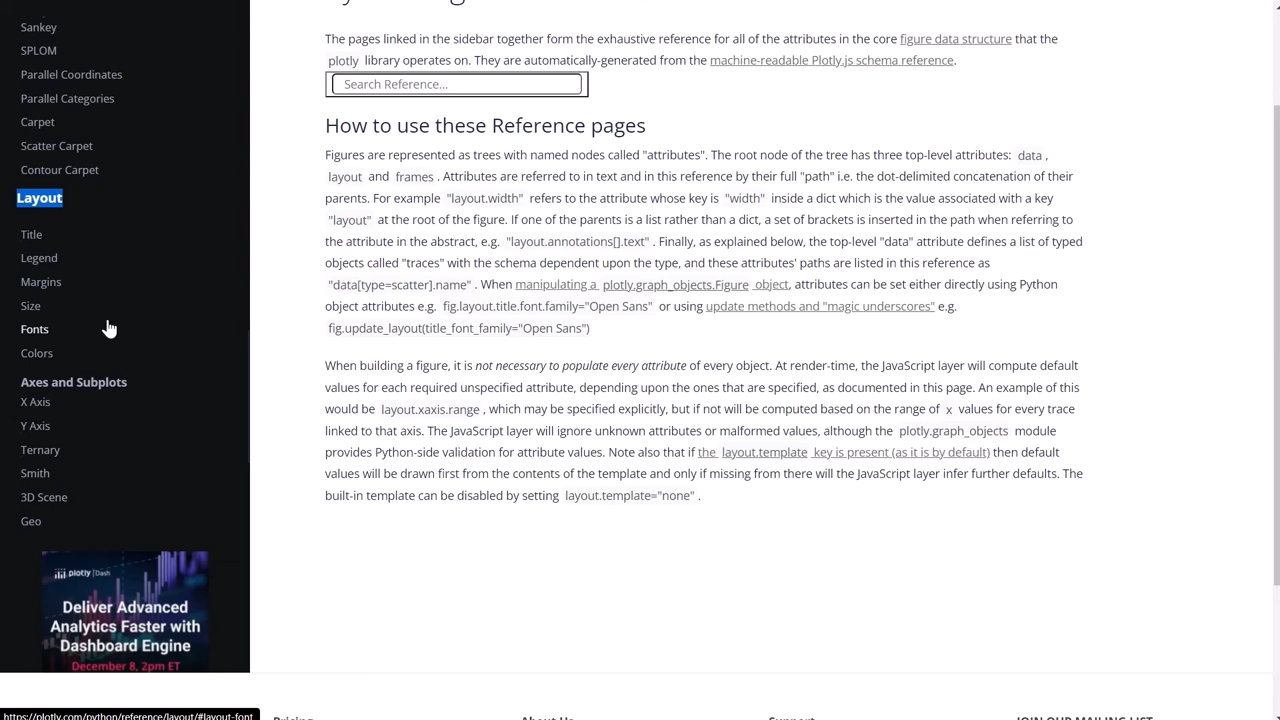 Sankey
SPLOM
Parallel Coordinates
Parallel Categories
Carpet
Scatter Carpet
Contour Carpet
Layout
Title
Legend
Margins
Size
Fonts
Colors
Axes and Subplots
X Axis
Y Axis
Ternary
Smith
3D Scene
Geo
plotly | Dash
Deliver Advanced
Analytics Faster with
Dashboard Engine
December 8, 2pm ET
https://plotly.com/python/reference/layout/#layout-font
The pages linked in the sidebar together form the exhaustive reference for all of the attributes in the core figure data structure that the
plotly library operates on. They are automatically-generated from the machine-readable Plotly.js schema reference.
Search Reference...
How to use these Reference pages
Figures are represented as trees with named nodes called "attributes". The root node of the tree has three top-level attributes: data ,
layout and frames . Attributes are referred to in text and in this reference by their full "path" i.e. the dot-delimited concatenation of their
parents. For example "layout.width" refers to the attribute whose key is "width" inside a dict which is the value associated with a key
"layout" at the root of the figure. If one of the parents is a list rather than a dict, a set of brackets is inserted in the path when referring to
the attribute in the abstract, e.g. "layout.annotations[].text" . Finally, as explained below, the top-level "data" attribute defines a list of typed
objects called "traces" with the schema dependent upon the type, and these attributes' paths are listed in this reference as
"data[type=scatter].name" . When manipulating a plotly.graph_objects.Figure object, attributes can be set either directly using Python
object attributes e.g. fig.layout.title.font.family="Open Sans" or using update methods and "magic underscores" e.g.
fig.update_layout(title_font_family="Open Sans")
When building a figure, it is not necessary to populate every attribute of every object. At render-time, the JavaScript layer will compute default
values for each required unspecified attribute, depending upon the ones that are specified, as documented in this page. An example of this
would be layout.xaxis.range , which may be specified explicitly, but if not will be computed based on the range of x values for every trace
linked to that axis. The JavaScript layer will ignore unknown attributes or malformed values, although the plotly.graph_objects module
provides Python-side validation for attribute values. Note also that if the layout.template key is present (as it is by default) then default
values will be drawn first from the contents of the template and only if missing from there will the JavaScript layer infer further defaults. The
built-in template can be disabled by setting layout.template="none" .
Pricing
About Us
Support
JOIN OUR MAILING LIST